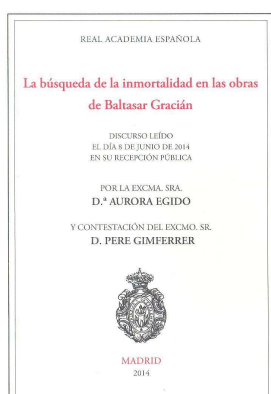 REAL ACADEMIA ESPAÑOLA
La búsqueda de la inmortalidad en las obras
de Baltasar Gracián
DISCURSO LEÍDO
EL DÍA 8 DE JUNIO DE 2014
EN SU RECEPCIÓN PÚBLICA
POR LA EXCMA. SRA.
D.ª AURORA EGIDO
Y CONTESTACIÓN DEL EXCMO. SR.
D. PERE GIMFERRER
MADRID
2014